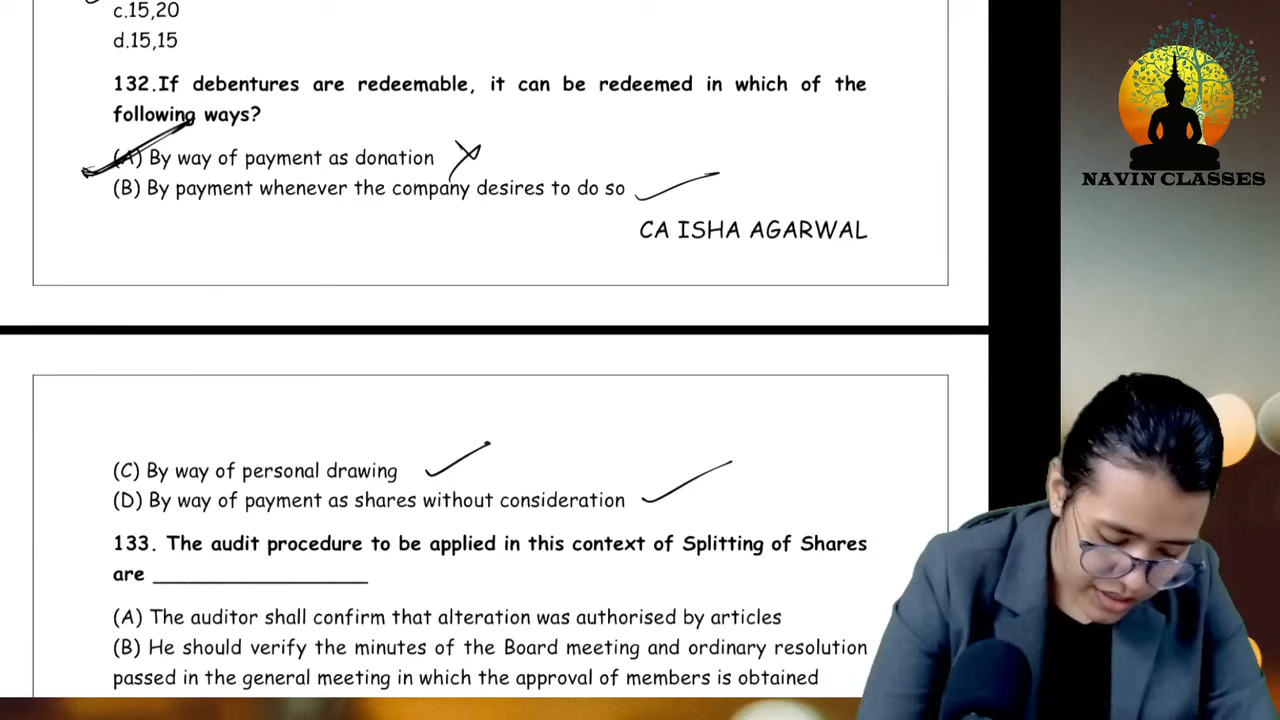 c.15,20
d.15,15
132.If debentures are redeemable, it can be redeemed in which of the
following ways?
(A) By way of payment as donation
(B) By payment whenever the company desires to do so
CA ISHA AGARWAL
(C) By way of personal drawing
(D) By way of payment as shares without consideration
133. The audit procedure to be applied in this context of Splitting of Shares
are ___________________
(A) The auditor shall confirm that alteration was authorised by articles
(B) He should verify the minutes of the Board meeting and ordinary resolution
passed in the general meeting in which the approval of members is obtained
NAVIN CLASSES